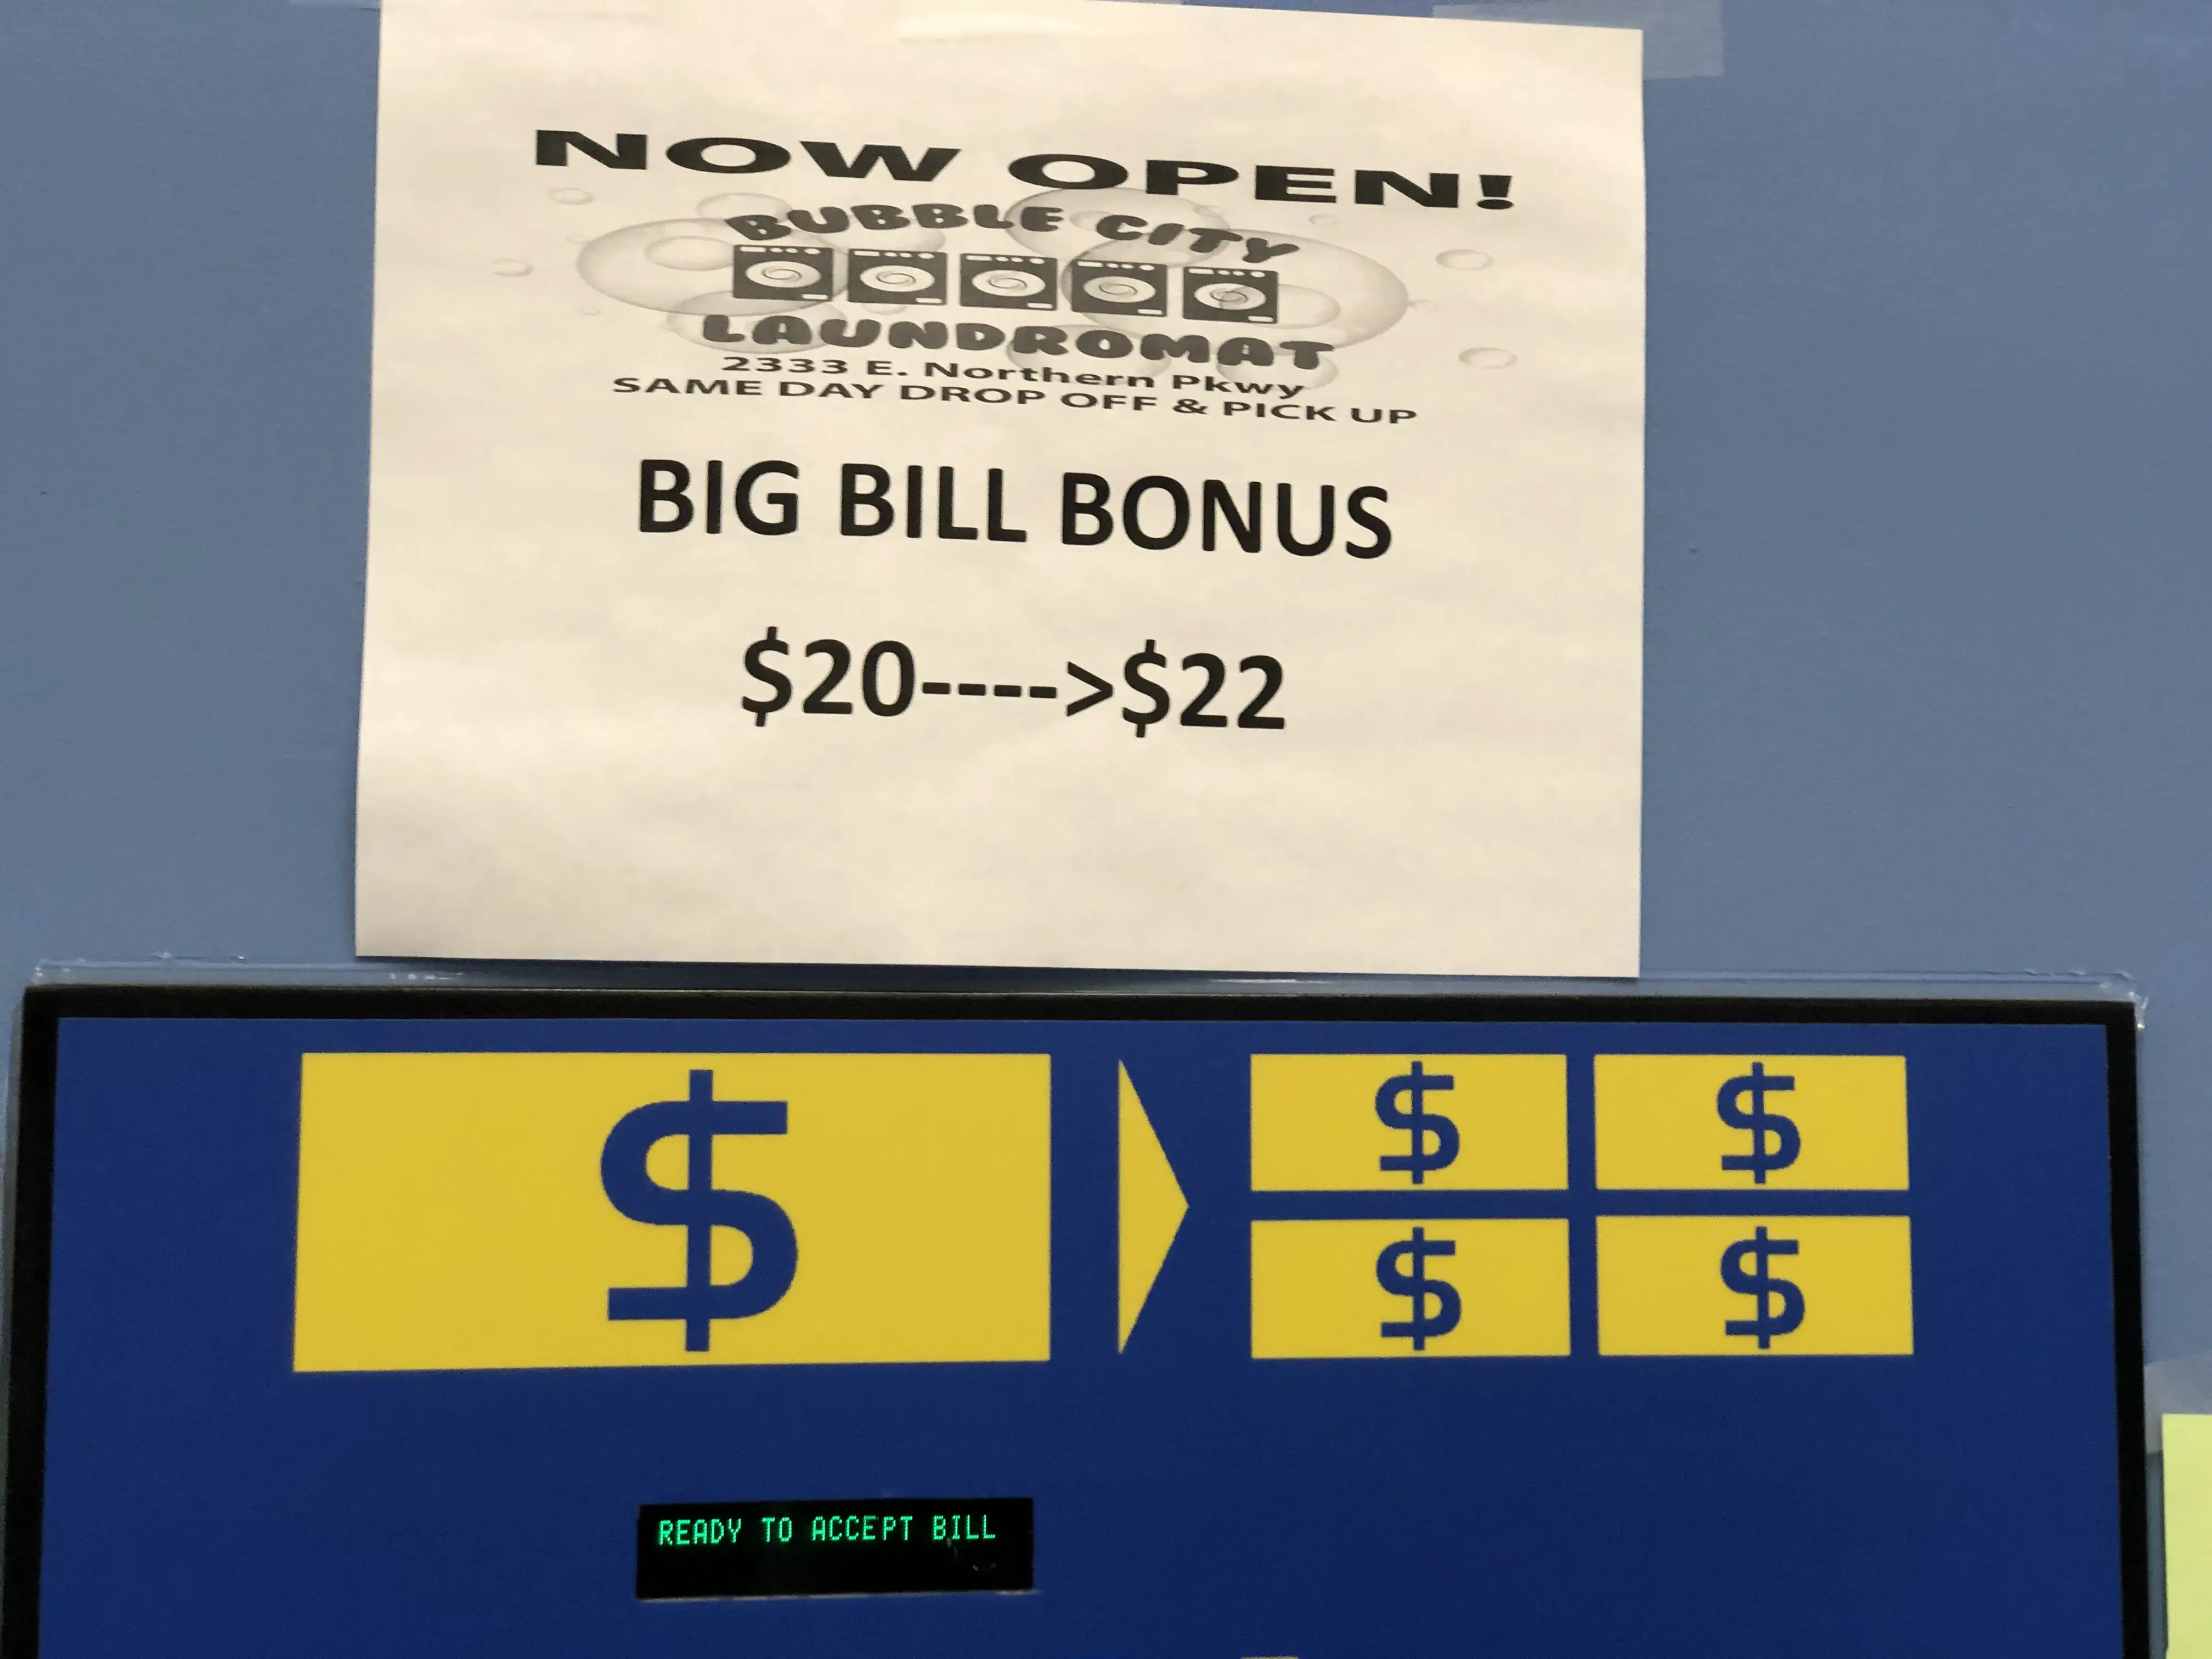 NOW OPEN!
BUBBLE CITY
LAUNDROMAT
2333 E. Northern Pkwy
SAME DAY DROP OFF & PICK UP
BIG BILL BONUS
$20---->$22
$ $ $
$ $
READY TO ACCEPT BILL